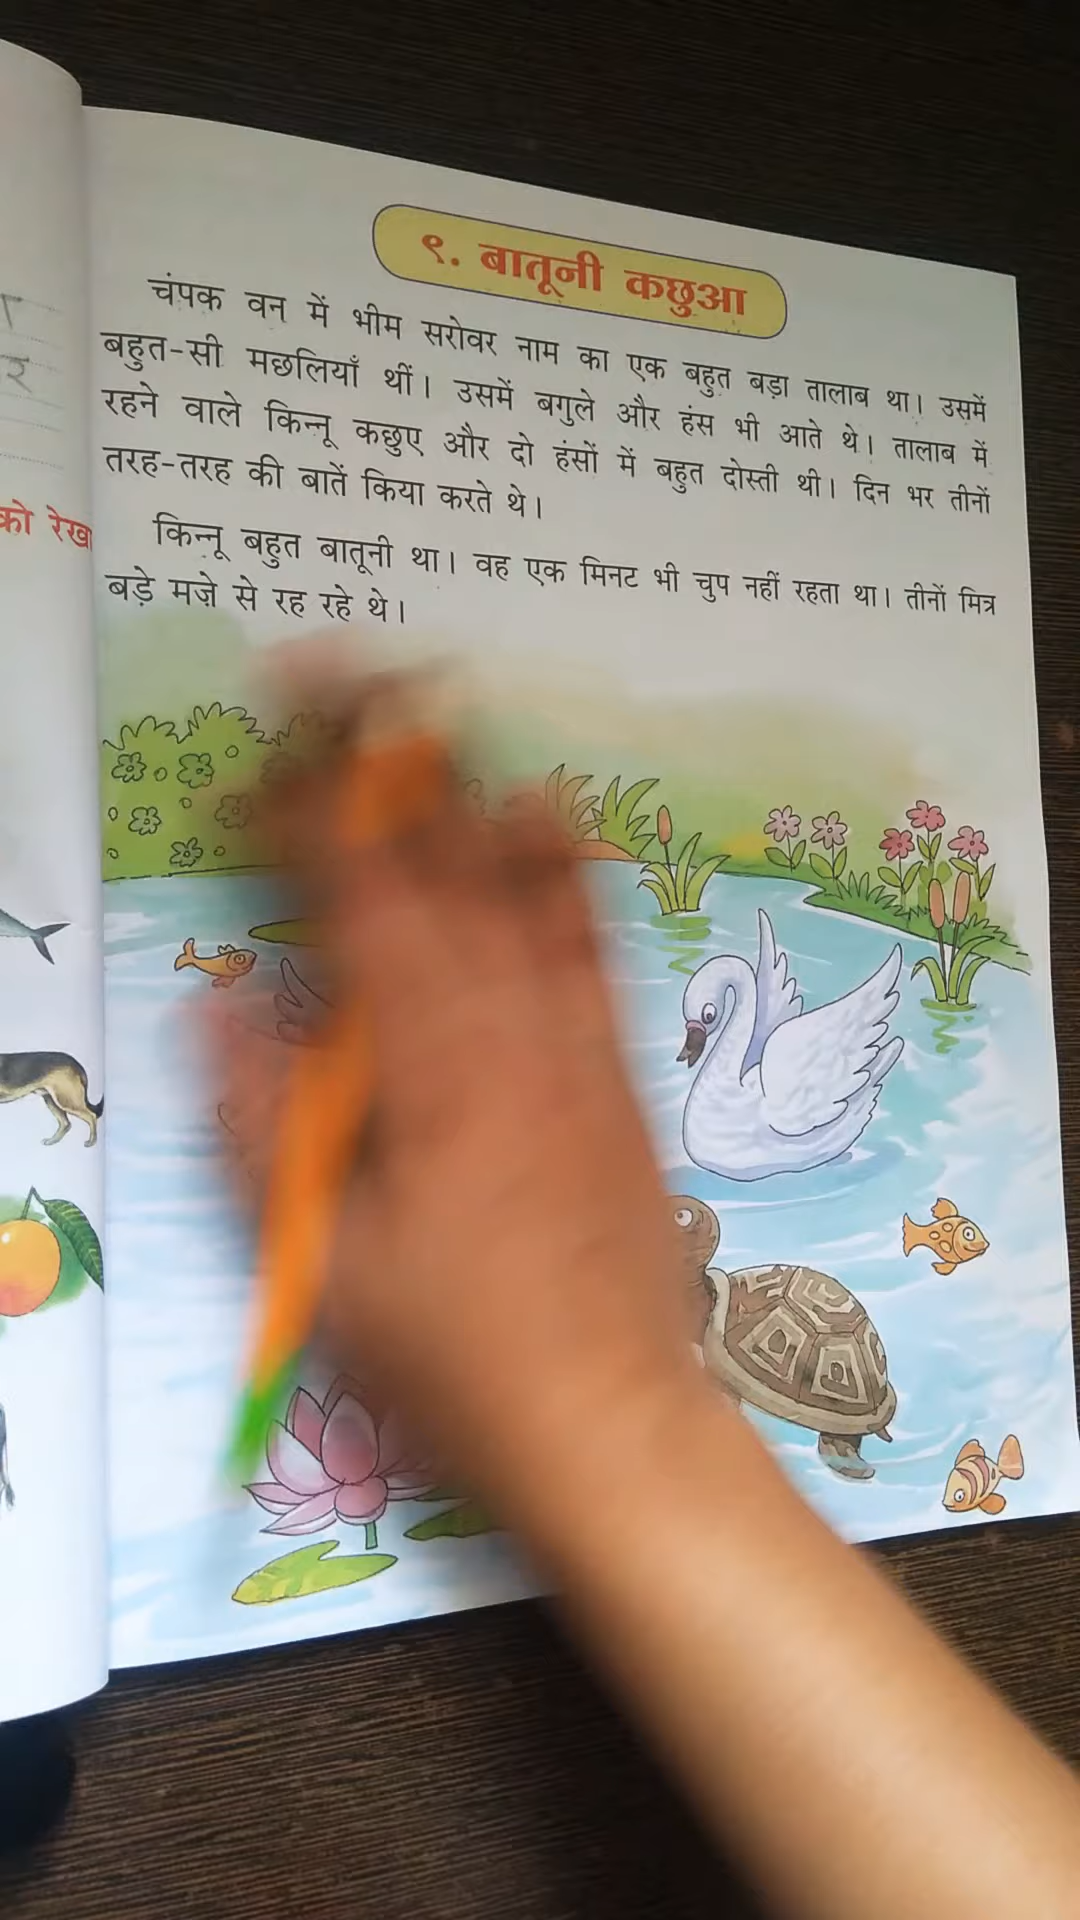 ९. बातूनी कछुआ
चंपक वन में भीम सरोवर नाम का एक बहुत बड़ा तालाब था। उसमें
बहुत-सी मछलियाँ थीं। उसमें बगुले और हंस भी आते थे। तालाब में
रहने वाले किन्नू कछुए और दो हंसों में बहुत दोस्ती थी। दिन भर तीनों
तरह-तरह की बातें किया करते थे।
किन्नू बहुत बातूनी था। वह एक मिनट भी चुप नहीं रहता था। तीनों मित्र
बड़े मज़े से रह रहे थे।
को रेखा